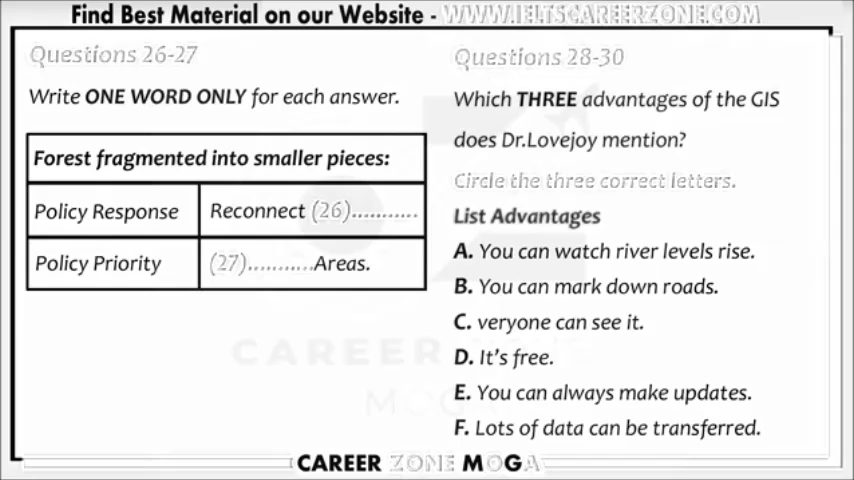 Find Best Material on our Website - WWW.IELTSCAREERZONE.COM
Questions 26-27
Write ONE WORD ONLY for each answer.
Forest fragmented into smaller pieces:
Policy Response Reconnect (26)...........
Policy Priority (27)...........Areas.
Questions 28-30
Which THREE advantages of the GIS
does Dr.Lovejoy mention?
Circle the three correct letters.
List Advantages
A. You can watch river levels rise.
B. You can mark down roads.
C. veryone can see it.
D. It's free.
E. You can always make updates.
F. Lots of data can be transferred.
CAREER ZONE
MOGA
CAREER ZONE MOGA